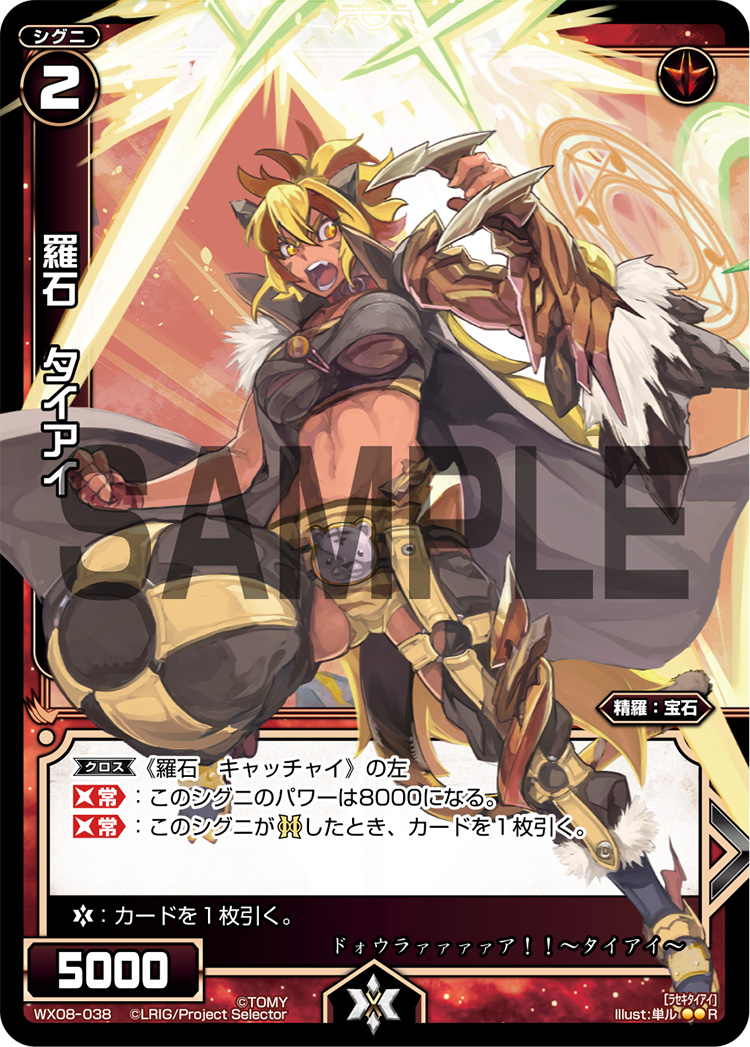 シグニ
2
羅石　タイアイ
SAMPLE
精羅：宝石
クロス 《羅石　キャッチャイ》の左
常：このシグニのパワーは8000になる。
常：このシグニがしたとき、カードを1枚引く。
：カードを1枚引く。
ドォウラァァァァア！！～タイアイ～
5000
WX08-038 ©TOMY ©LRIG/Project Selector
[ラセキタイアイ]
Illust:単ル R